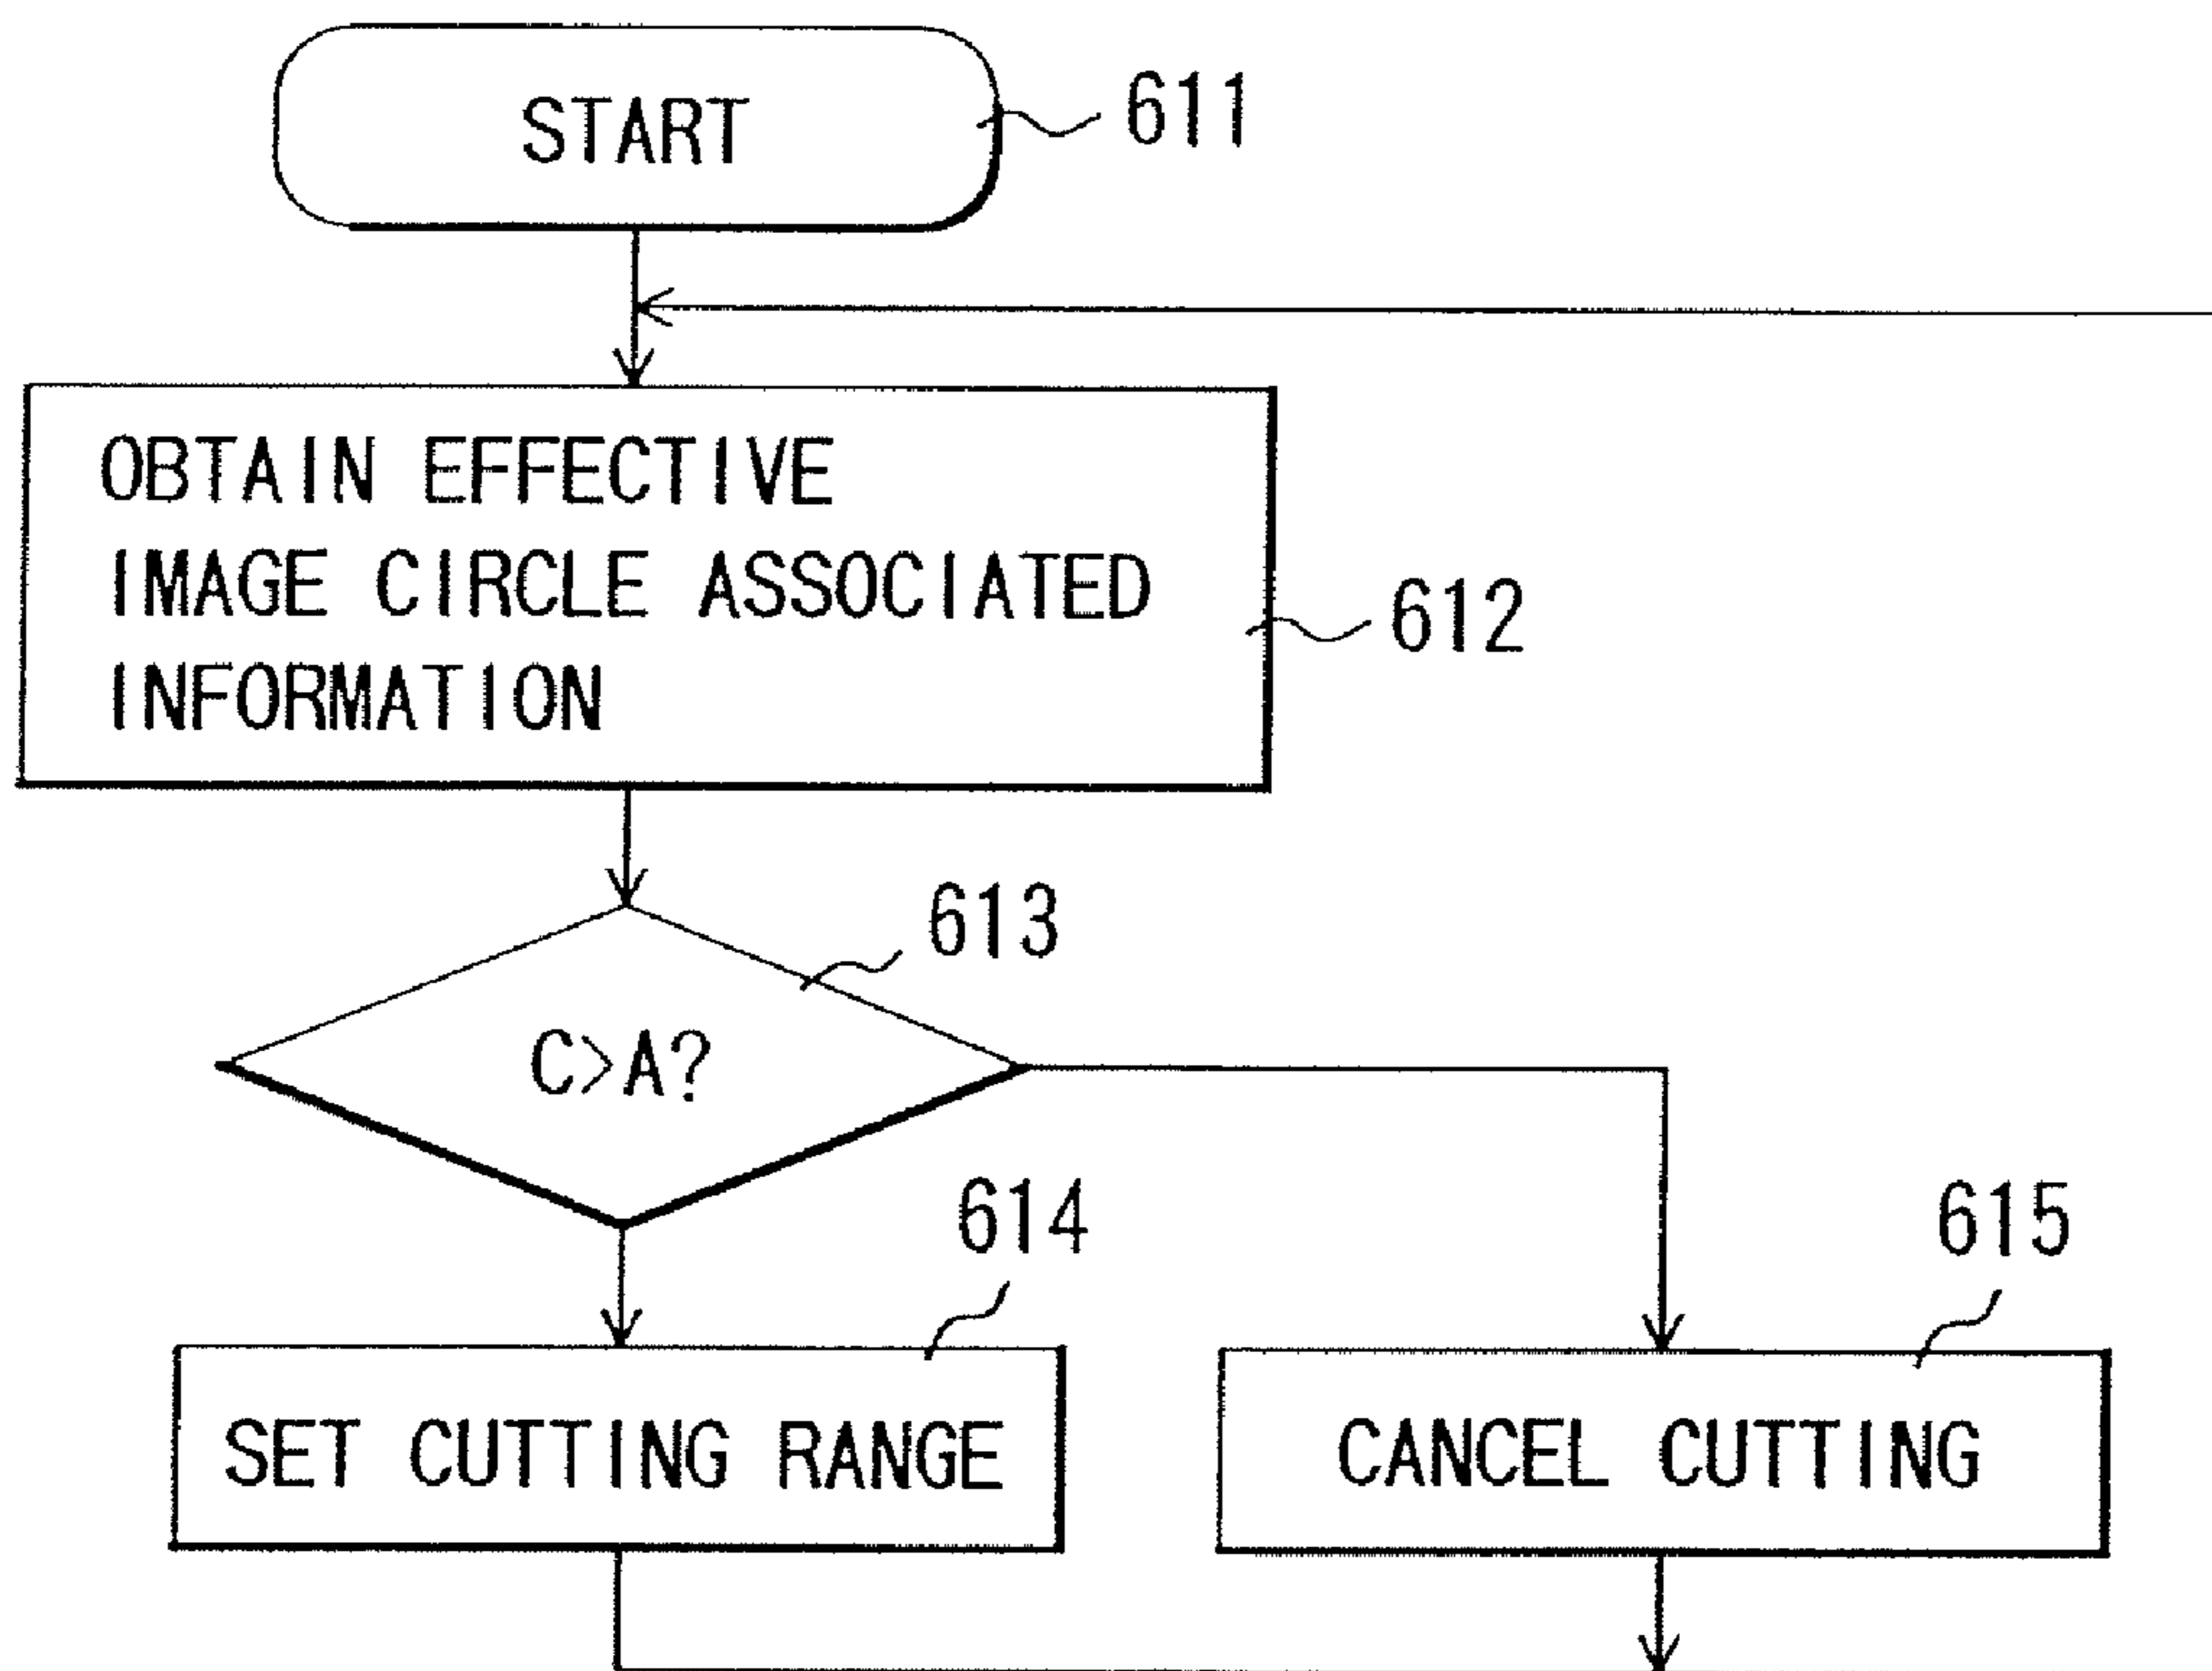 START
611
OBTAIN EFFECTIVE
IMAGE CIRCLE ASSOCIATED
INFORMATION
612
613
C>A?
614
615
SET CUTTING RANGE
CANCEL CUTTING